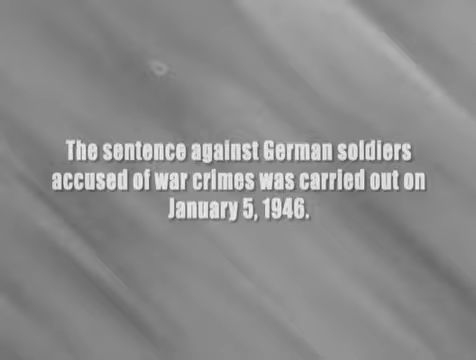 The sentence against German soldiers
accused of war crimes was carried out on
January 5, 1946.